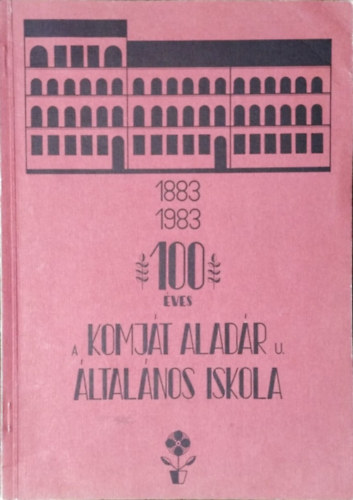 1883
1983
100
ÉVES
A KOMJÁT ALADÁR U.
ÁLTALÁNOS ISKOLA